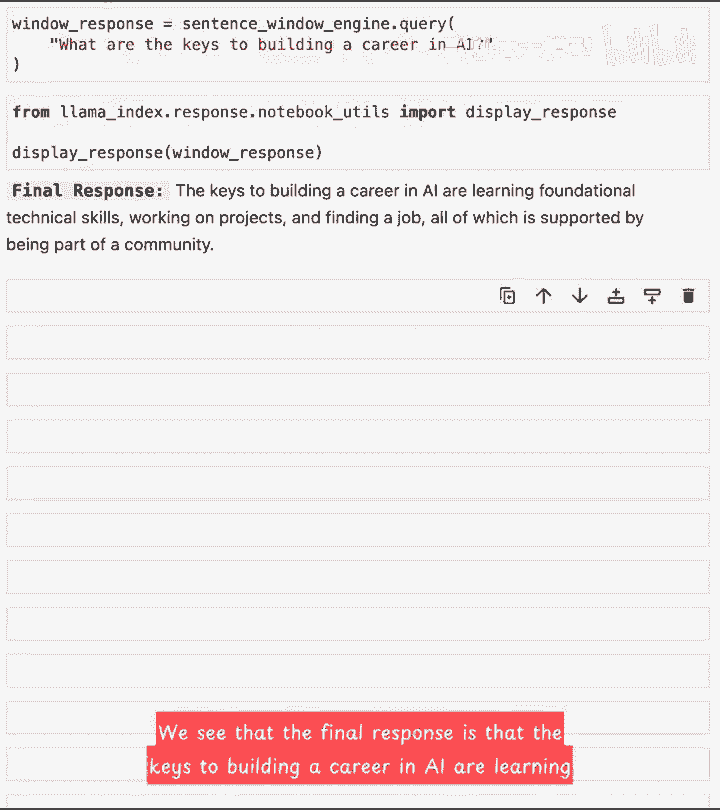 window_response = sentence_window_engine.query(
    "What are the keys to building a career in AI?"
)
from llama_index.response.notebook_utils import display_response
display_response(window_response)
Final Response: The keys to building a career in AI are learning foundational
technical skills, working on projects, and finding a job, all of which is supported by
being part of a community.
We see that the final response is that the
keys to building a career in AI are learning